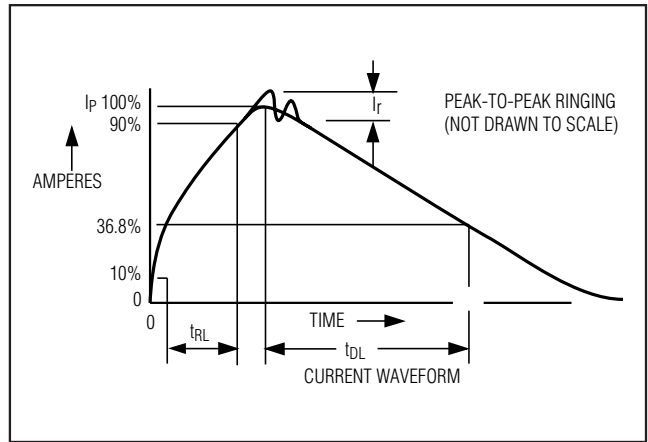 IP 100%
90%
AMPERES
36.8%
10%
0
0
Ir
PEAK-TO-PEAK RINGING
(NOT DRAWN TO SCALE)
TIME
tRL
tDL
CURRENT WAVEFORM